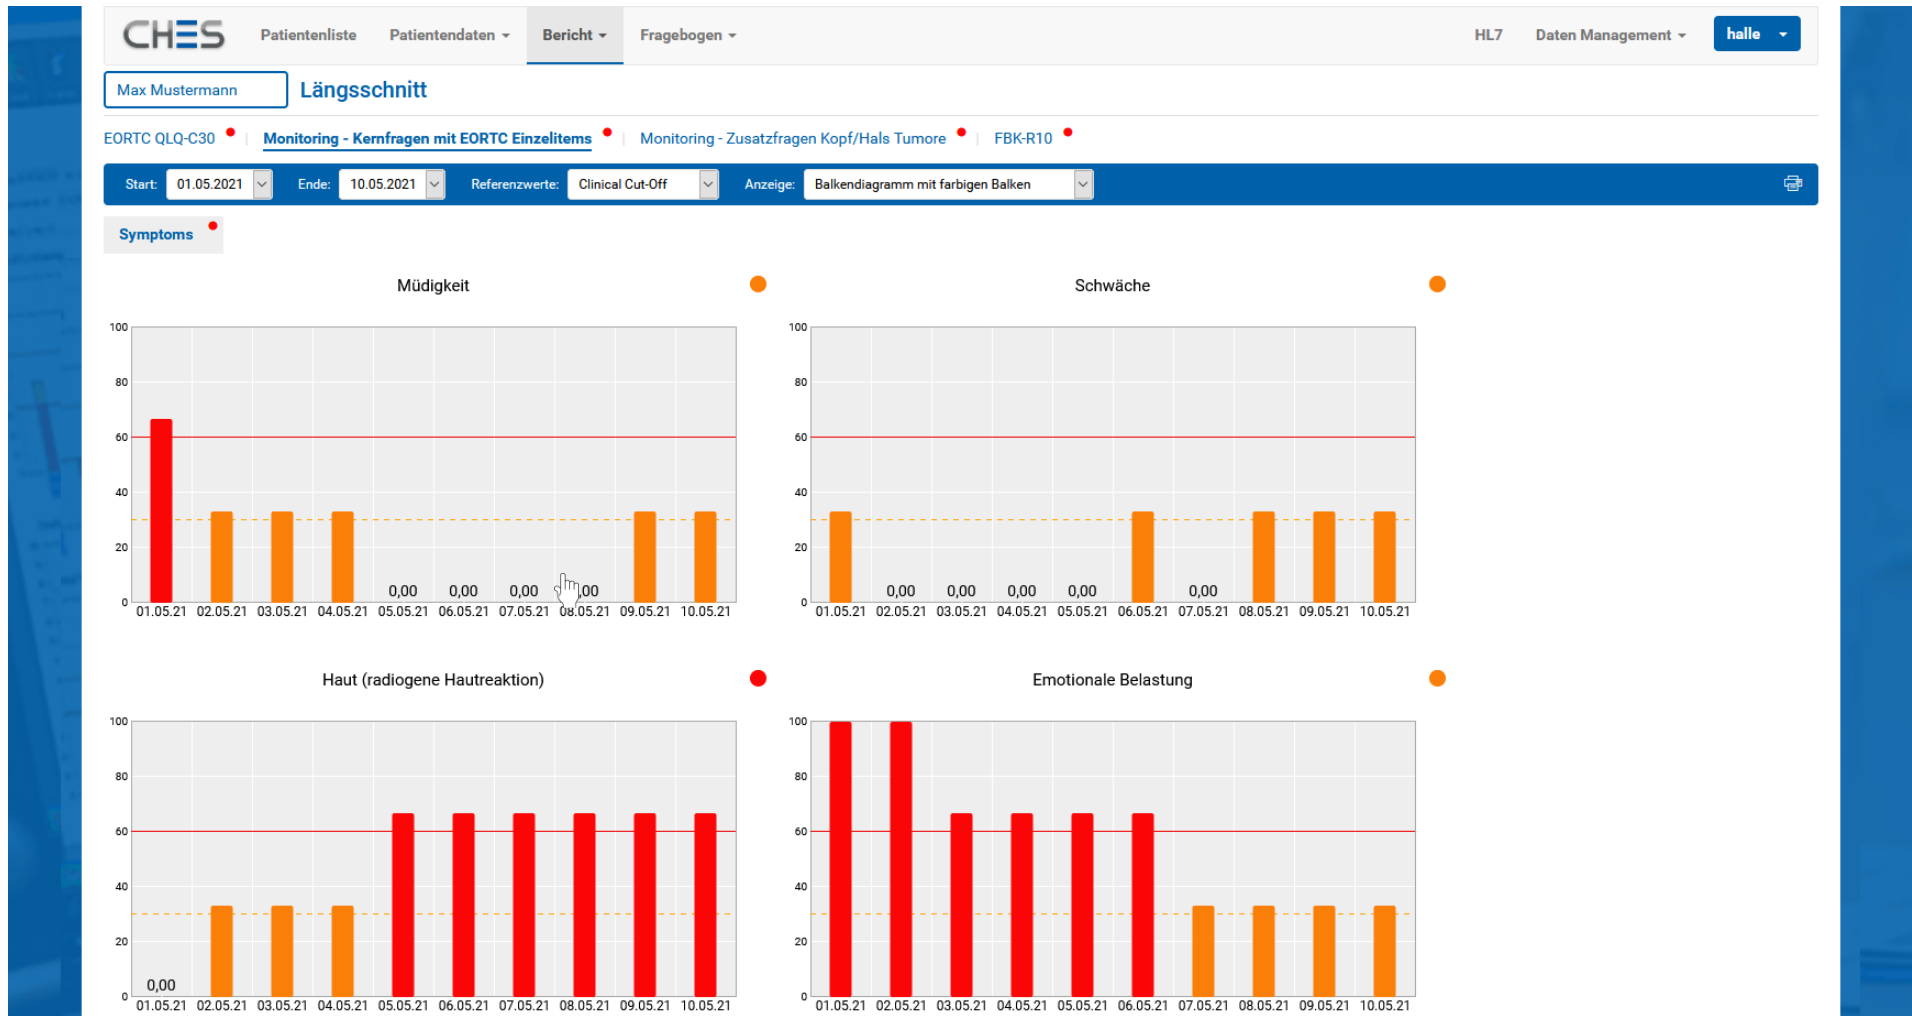 CHES Patientenliste Patientendaten Bericht Fragebogen HL7 Daten Management halle
Max Mustermann Längsschnitt
EORTC QLQ-C30 Monitoring - Kernfragen mit EORTC Einzelitems Monitoring - Zusatzfragen Kopf/Hals Tumore FBK-R10
Start: 01.05.2021 Ende: 10.05.2021 Referenzwerte: Clinical Cut-Off Anzeige: Balkendiagramm mit farbigen Balken
Symptoms
Müdigkeit
100
80
60
40
20
0
0,00 0,00 0,00 ,00
01.05.21 02.05.21 03.05.21 04.05.21 05.05.21 06.05.21 07.05.21 08.05.21 09.05.21 10.05.21
Schwäche
100
80
60
40
20
0
0,00 0,00 0,00 0,00 0,00
01.05.21 02.05.21 03.05.21 04.05.21 05.05.21 06.05.21 07.05.21 08.05.21 09.05.21 10.05.21
Haut (radiogene Hautreaktion)
100
80
60
40
20
0
0,00
01.05.21 02.05.21 03.05.21 04.05.21 05.05.21 06.05.21 07.05.21 08.05.21 09.05.21 10.05.21
Emotionale Belastung
100
80
60
40
20
0
01.05.21 02.05.21 03.05.21 04.05.21 05.05.21 06.05.21 07.05.21 08.05.21 09.05.21 10.05.21